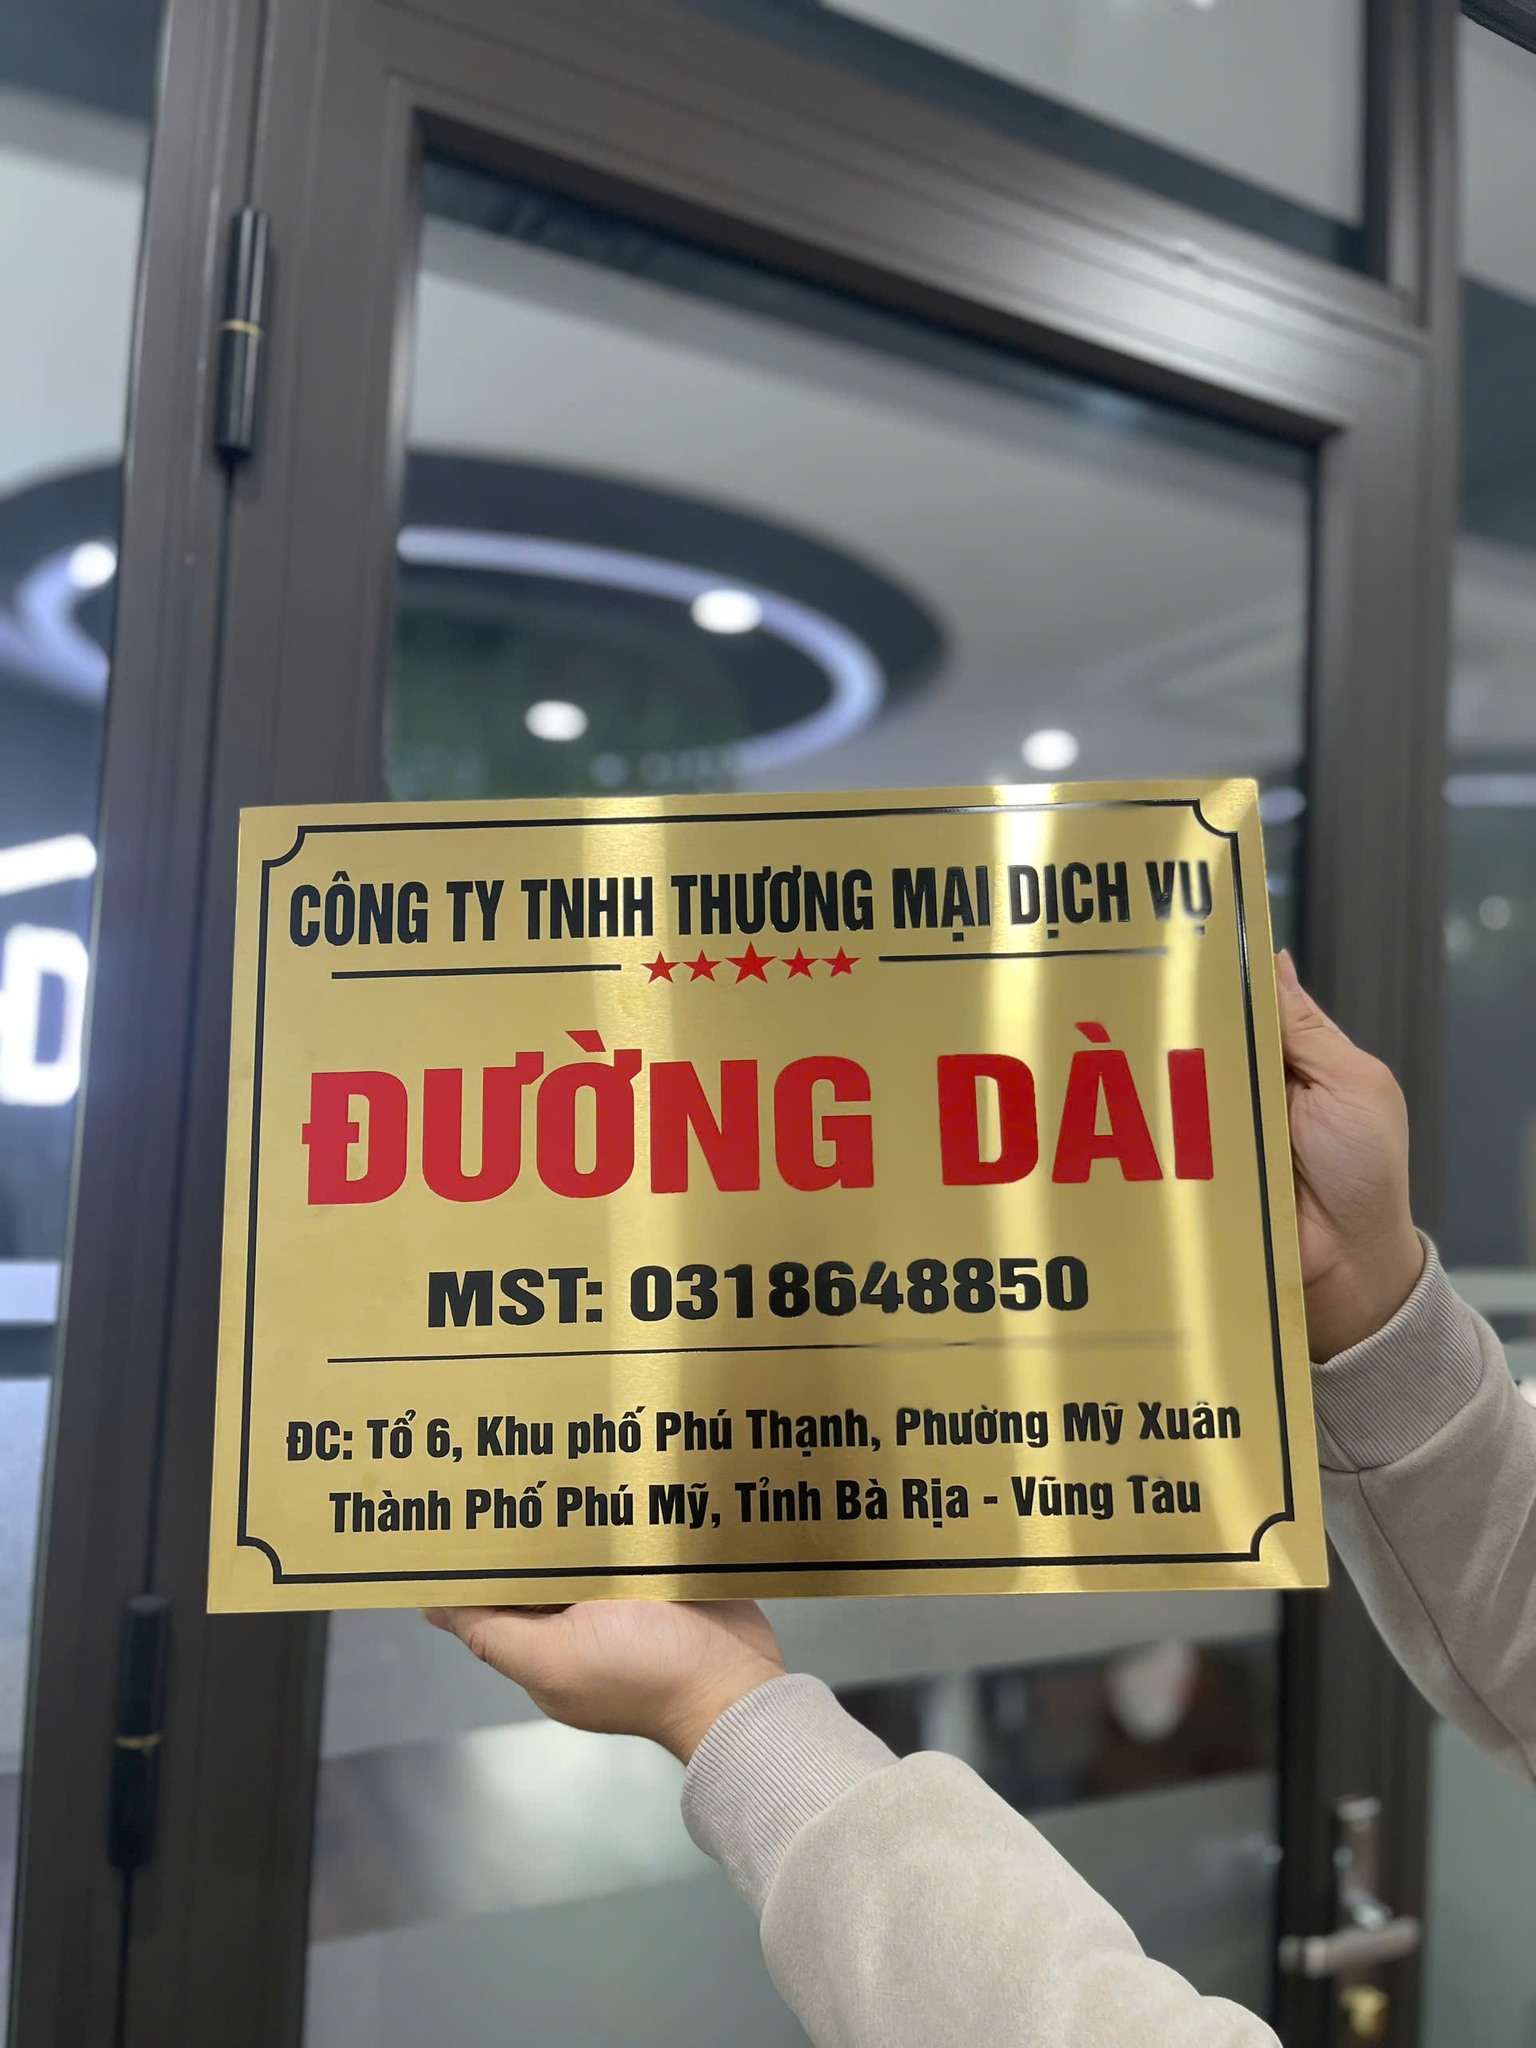 CÔNG TY TNHH THƯƠNG MẠI DỊCH VỤ
ĐƯỜNG DÀI
MST: 0318648850
ĐC: Tổ 6, Khu phố Phú Thạnh, Phường Mỹ Xuân
Thành Phố Phú Mỹ, Tỉnh Bà Rịa - Vũng Tàu